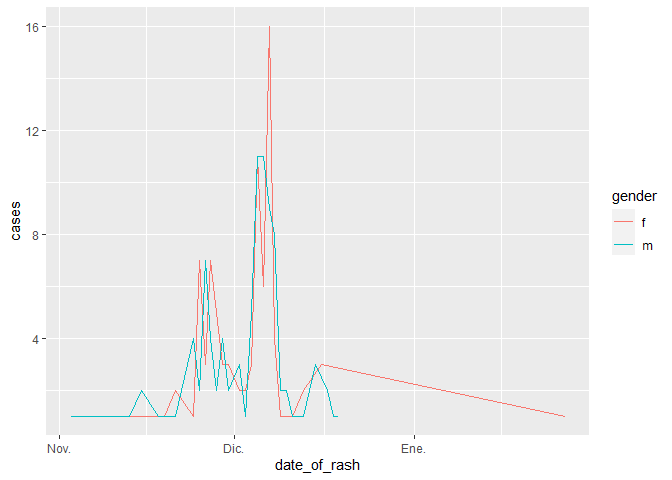 16
12
8
4
cases
Nov.
Dic.
Ene.
date_of_rash
gender
f
m